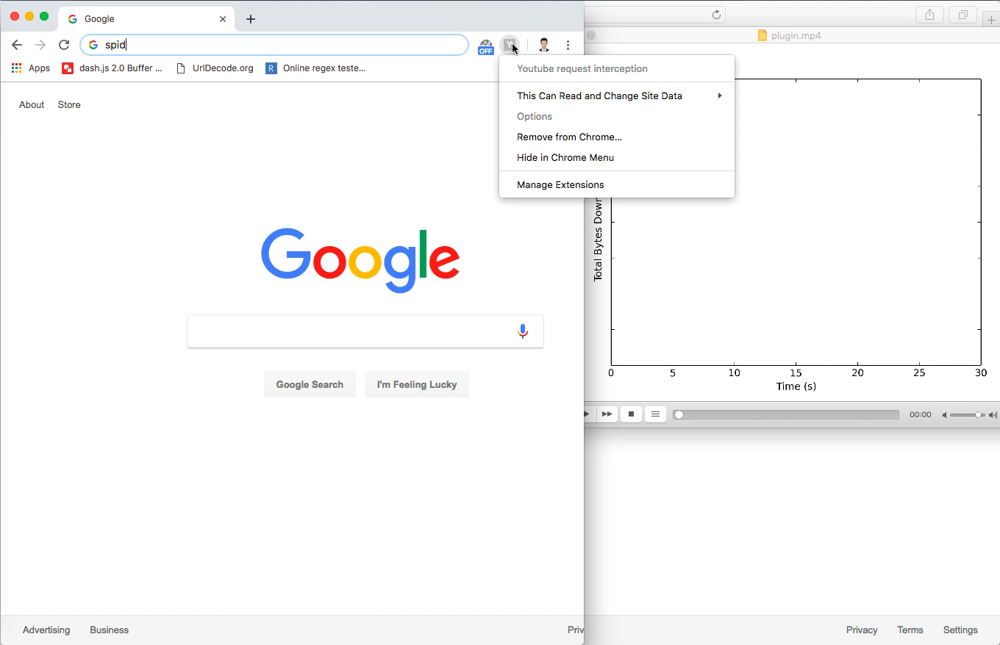 Google
spid
OFF
Y
Apps
dash.js 2.0 Buffer ...
UrlDecode.org
R
Online regex teste...
plugin.mp4
Youtube request interception
This Can Read and Change Site Data
Options
Remove from Chrome...
Hide in Chrome Menu
Manage Extensions
About
Store
Google
Google Search
I'm Feeling Lucky
Total Bytes Down
0 5 10 15 20 25 30
Time (s)
00:00
Advertising
Business
Priv
Privacy
Terms
Settings